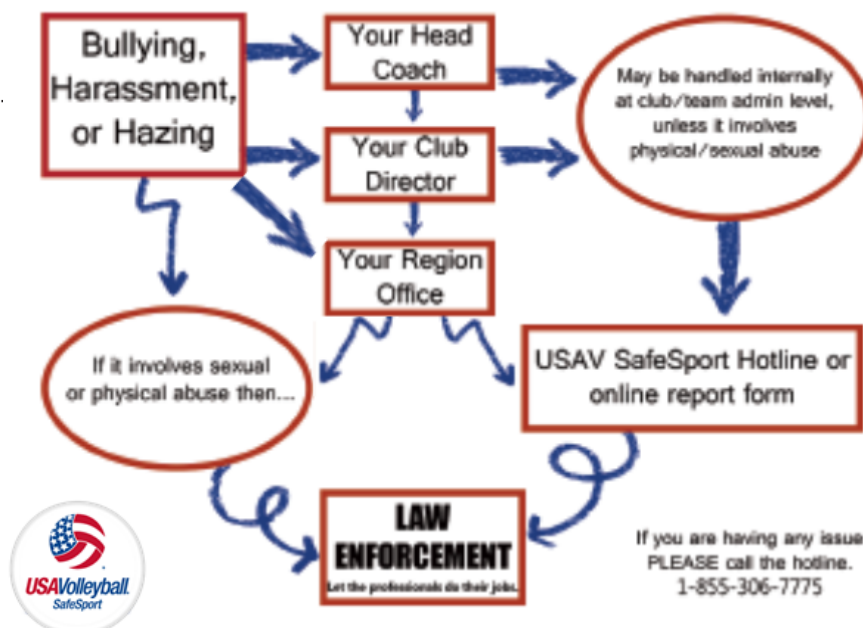 Bullying,
Harassment,
or Hazing
Your Head
Coach
May be handled internally
at club/team admin level,
unless it involves
physical/sexual abuse
Your Club
Director
Your Region
Office
If it involves sexual
or physical abuse then...
USAV SafeSport Hotline or
online report form
LAW
ENFORCEMENT
Let the professionals do their jobs.
If you are having any issue
PLEASE call the hotline.
1-855-306-7775
USAVolleyball.
SafeSport